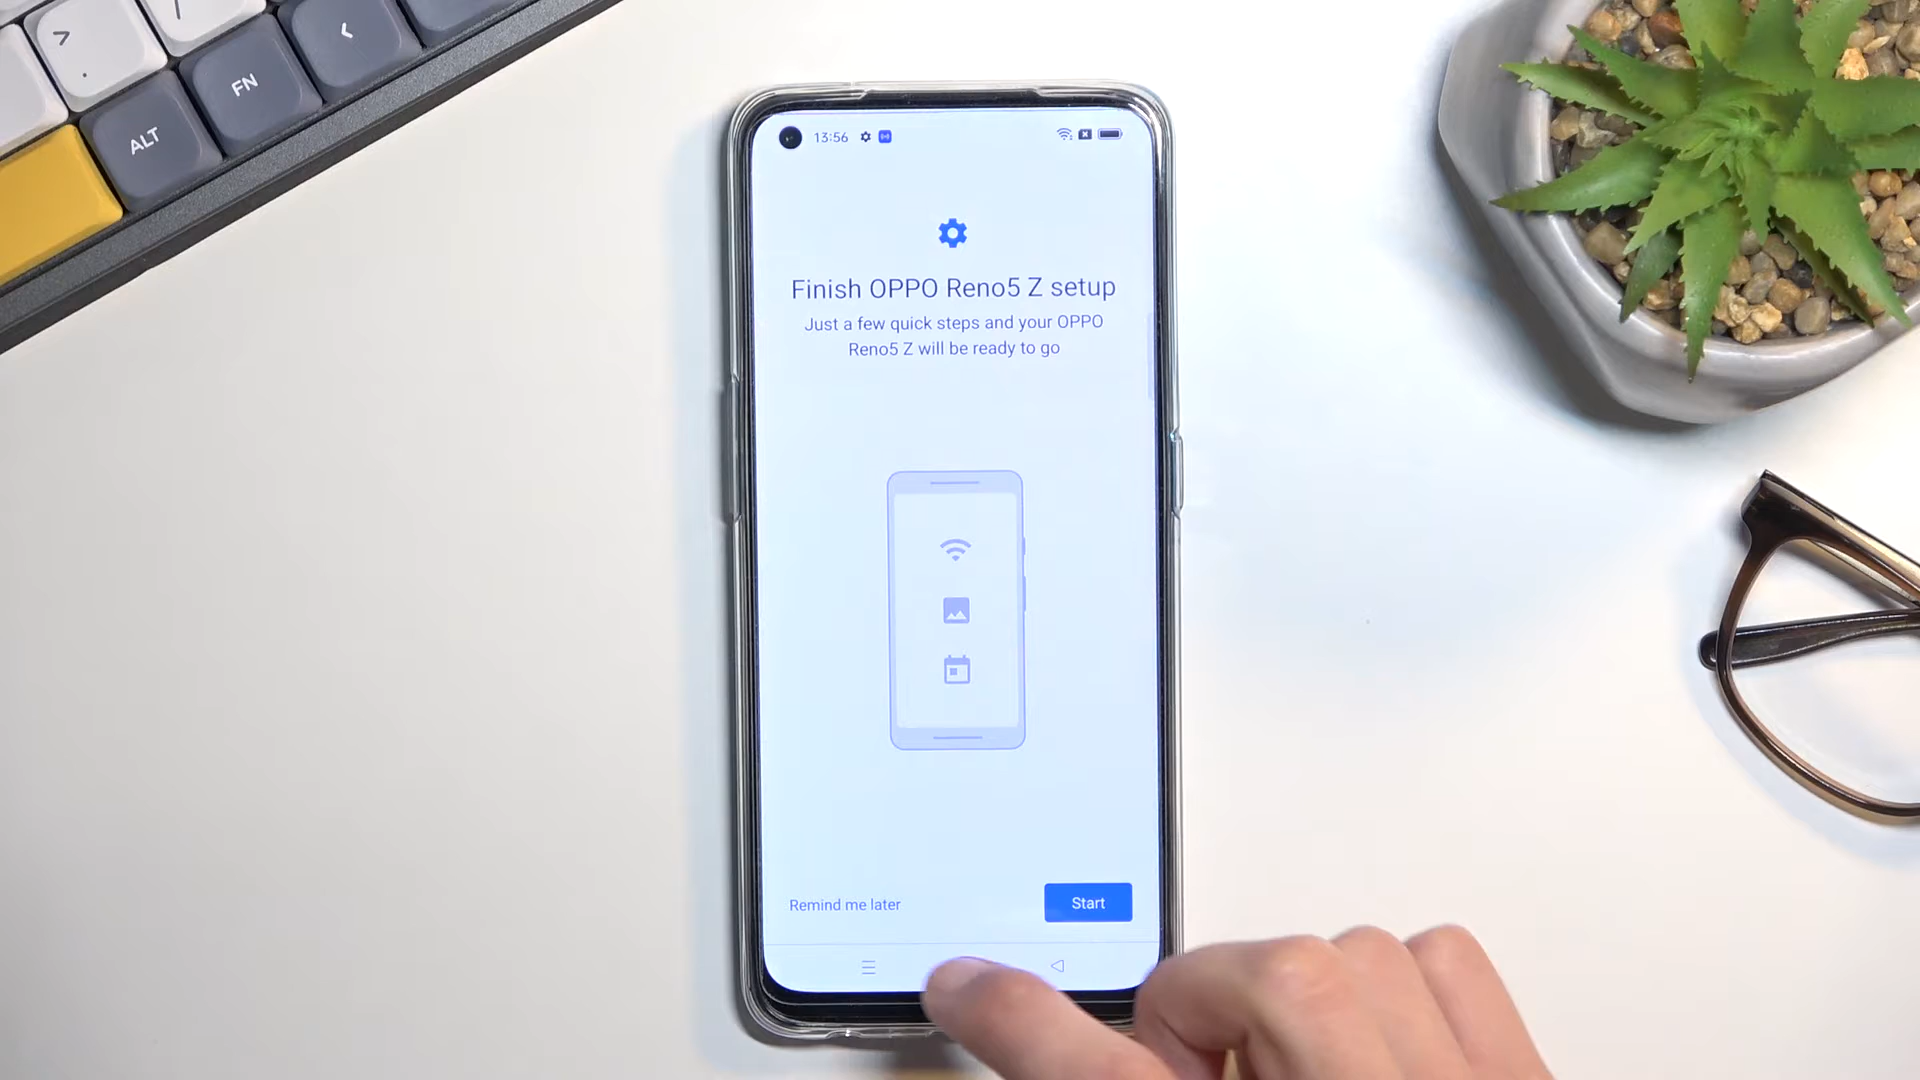 FN
ALT
13:56
Finish OPPO Reno5 Z setup
Just a few quick steps and your OPPO
Reno5 Z will be ready to go
Remind me later
Start